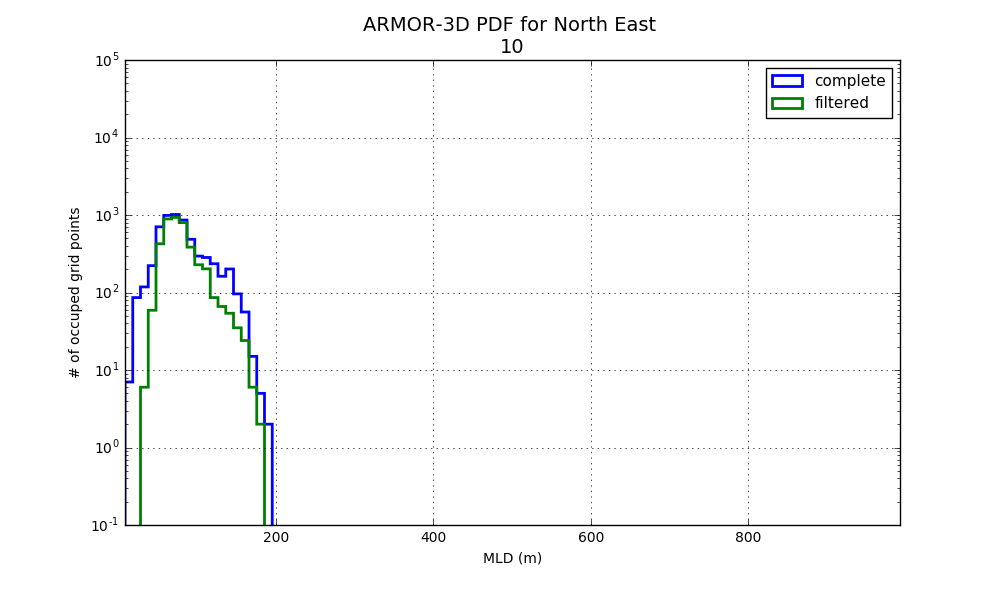 ARMOR-3D PDF for North East
10
10^5
10^4
10^3
10^2
10^1
10^0
10^-1
# of occuped grid points
complete
filtered
200 400 600 800
MLD (m)